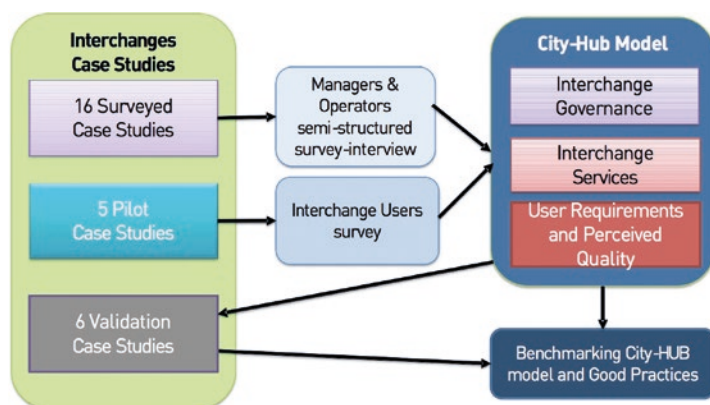 Interchanges
Case Studies
16 Surveyed
Case Studies
5 Pilot
Case Studies
6 Validation
Case Studies
Managers &
Operators
semi-structured
survey-interview
Interchange Users
survey
City-Hub Model
Interchange
Governance
Interchange
Services
User Requirements
and Perceived
Quality
Benchmarking City-HUB
model and Good Practices